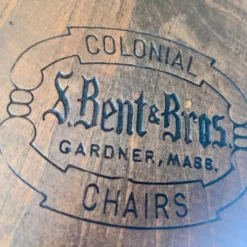 COLONIAL
S. Bent & Bros.
GARDNER, MASS.
CHAIRS